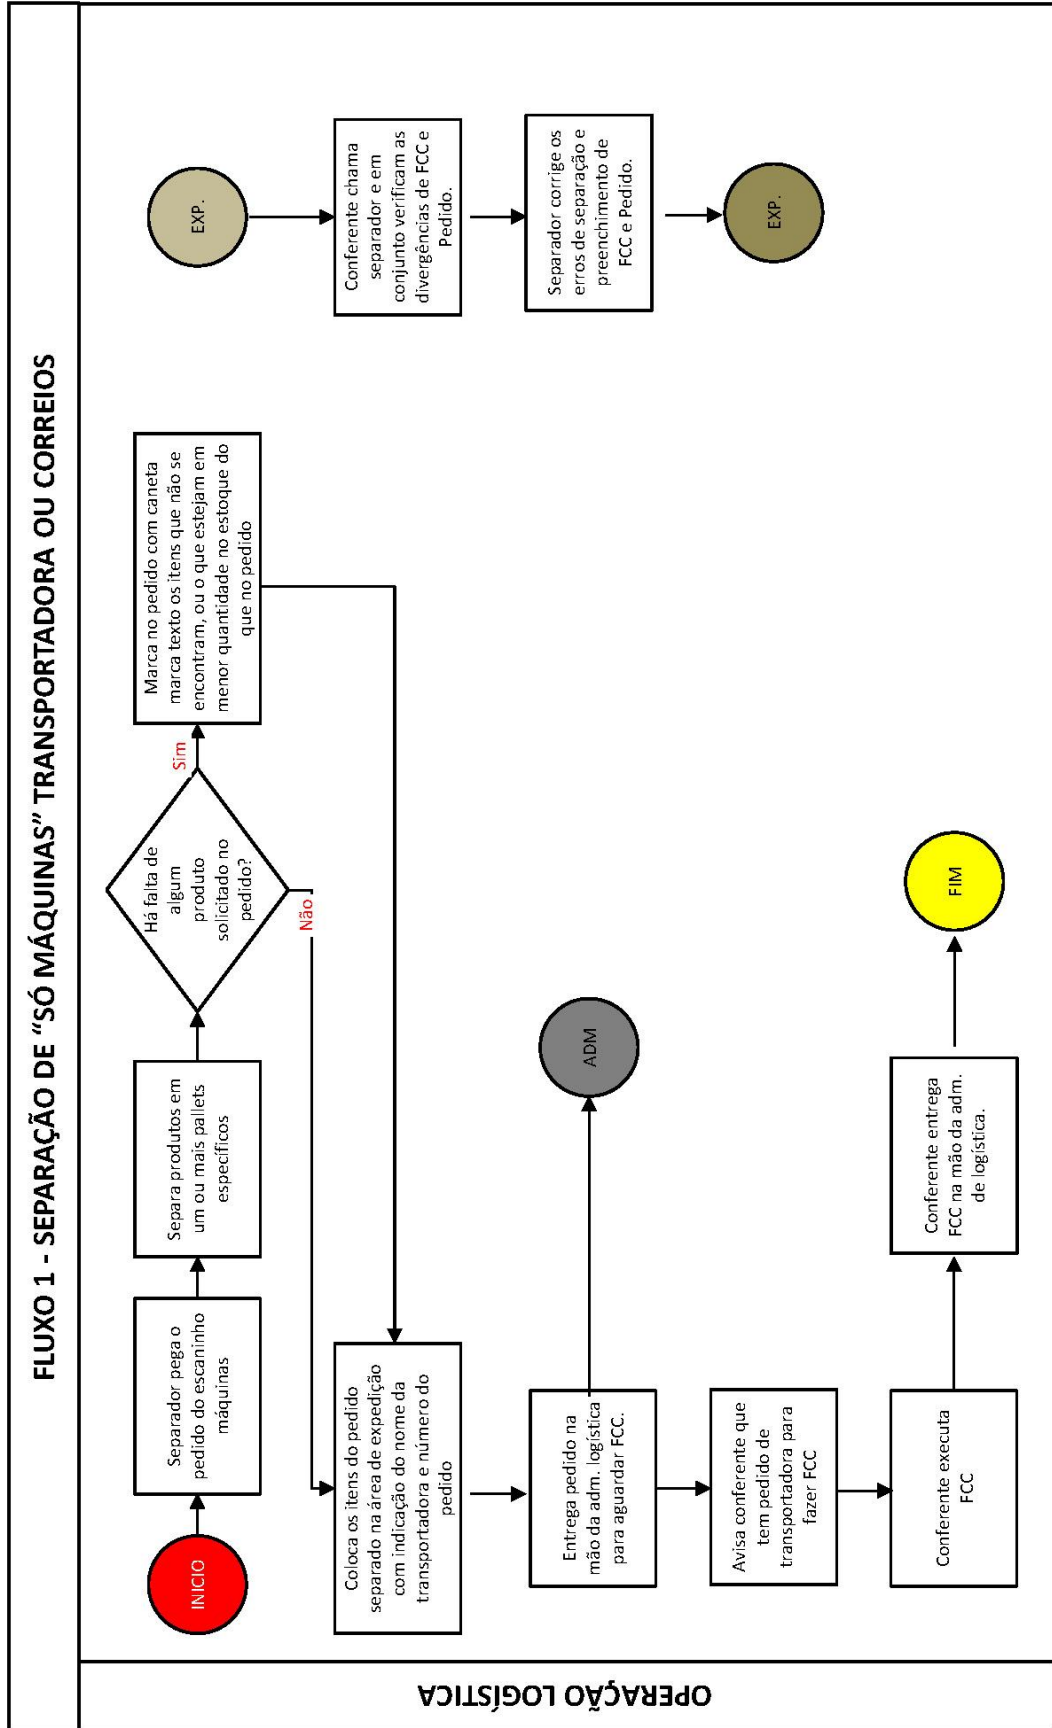 FLUXO 1 - SEPARAÇÃO DE “SÓ MÁQUINAS” TRANSPORTADORA OU CORREIOS
OPERAÇÃO LOGÍSTICA
INICIO
Separador pega o
pedido do escaninho
máquinas
Separa produtos em
um ou mais pallets
específicos
Há falta de
algum
produto
solicitado no
pedido?
Sim
Não
Marca no pedido com caneta
marca texto os itens que não se
encontram, ou o que estejam em
menor quantidade no estoque do
que no pedido
Coloca os itens do pedido
separado na área de expedição
com indicação do nome da
transportadora e número do
pedido
Entrega pedido na
mão da adm. logística
para aguardar FCC.
ADM
Avisa conferente que
tem pedido de
transportadora para
fazer FCC
Conferente executa
FCC
Conferente entrega
FCC na mão da adm.
de logística.
FIM
EXP.
Conferente chama
separador e em
conjunto verificam as
divergências de FCC e
Pedido.
Separador corrige os
erros de separação e
preenchimento de
FCC e Pedido.
EXP.